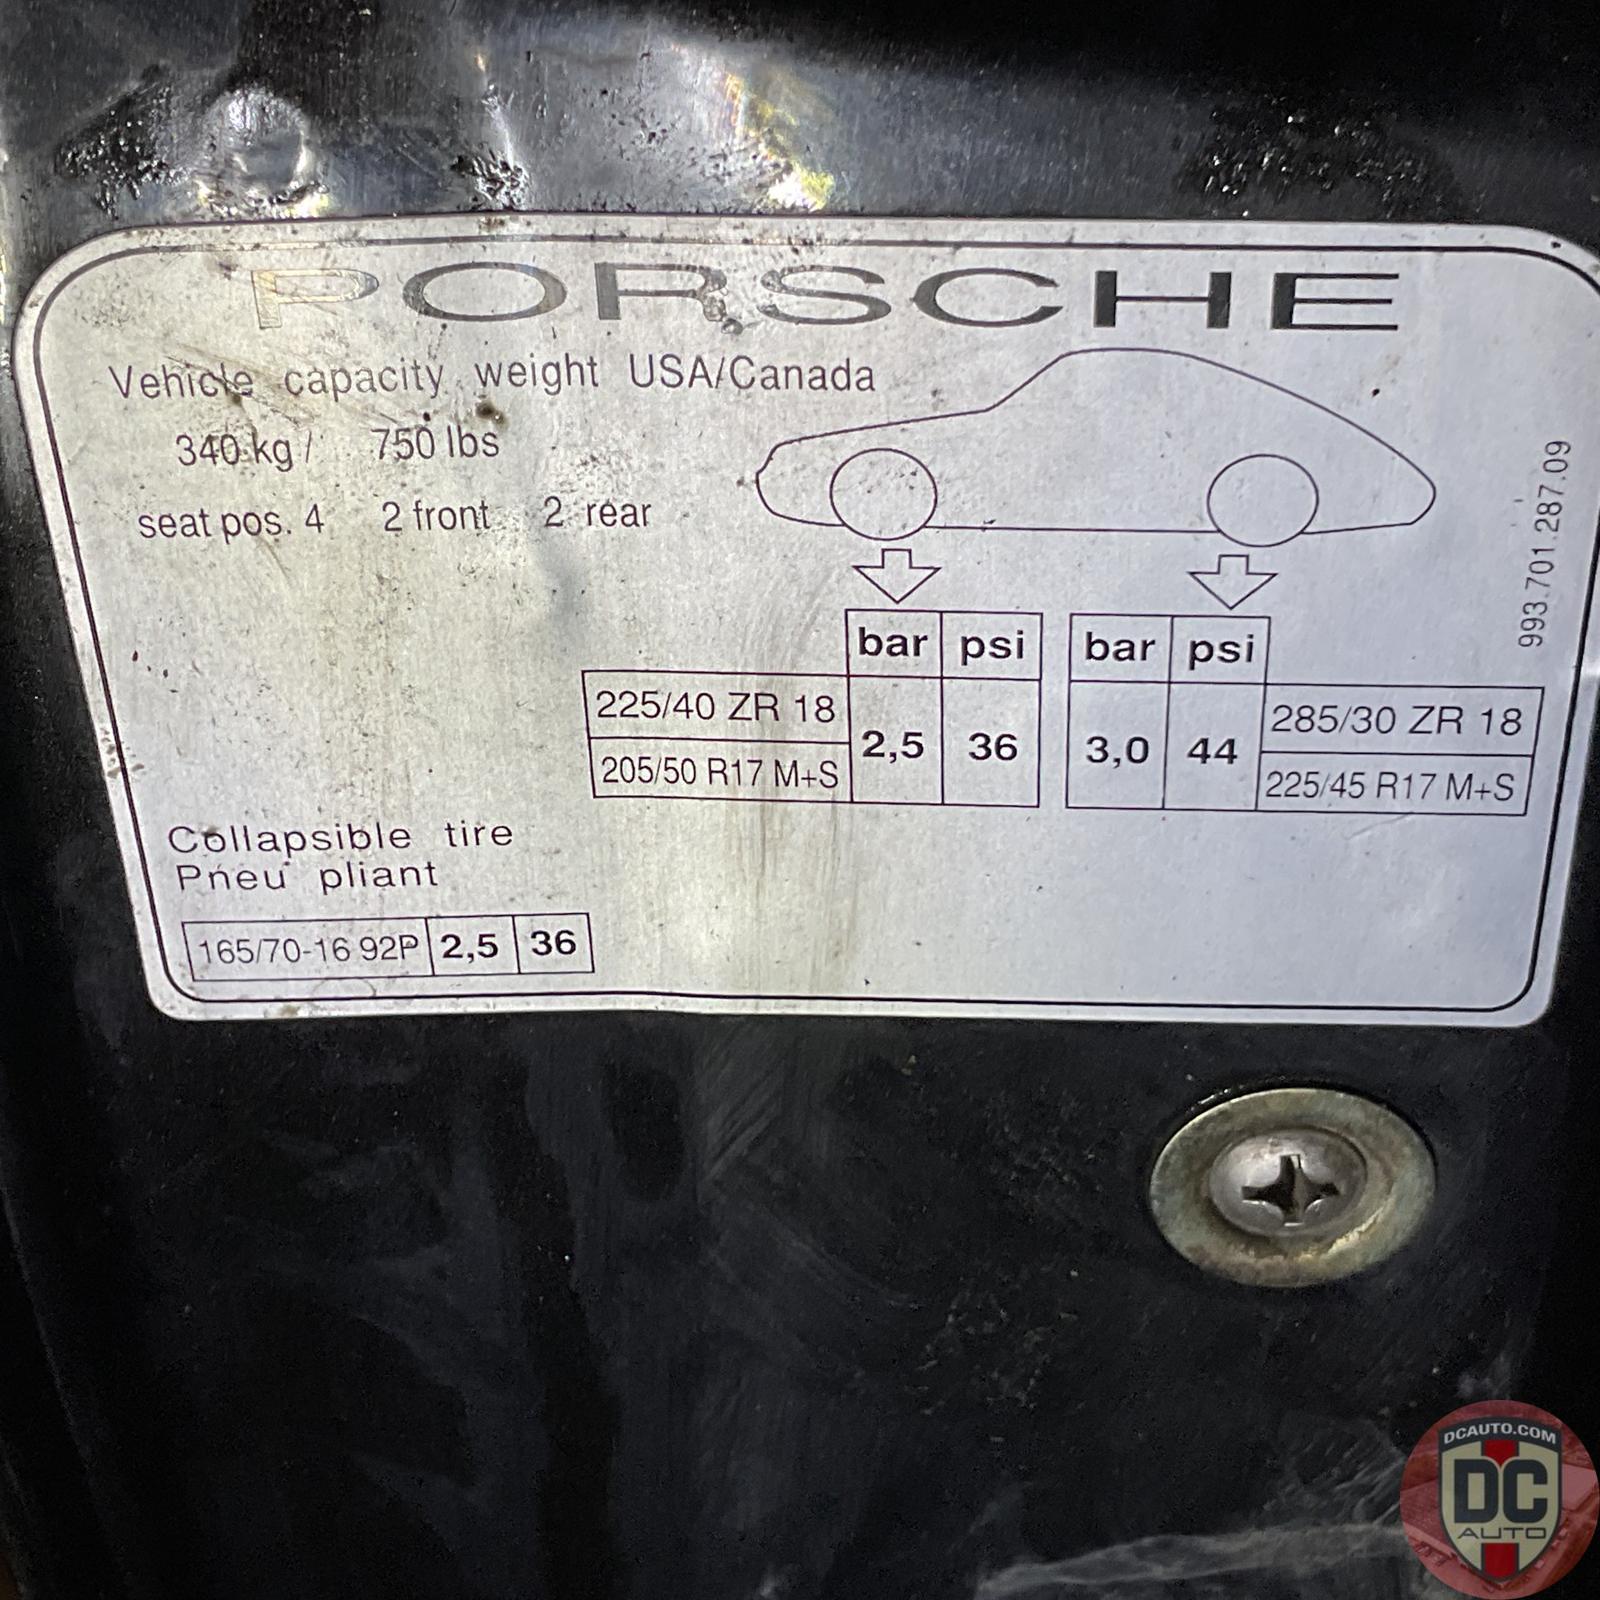 PORSCHE
Vehicle capacity weight USA/Canada
340 kg / 750 lbs
seat pos. 4 2 front 2 rear
993.701.287.09
bar psi bar psi
225/40 ZR 18 2,5 36 3,0 44 285/30 ZR 18
205/50 R17 M+S 225/45 R17 M+S
Collapsible tire
Pneu pliant
165/70-16 92P 2,5 36
DCAUTO.COM
DC
AUTO